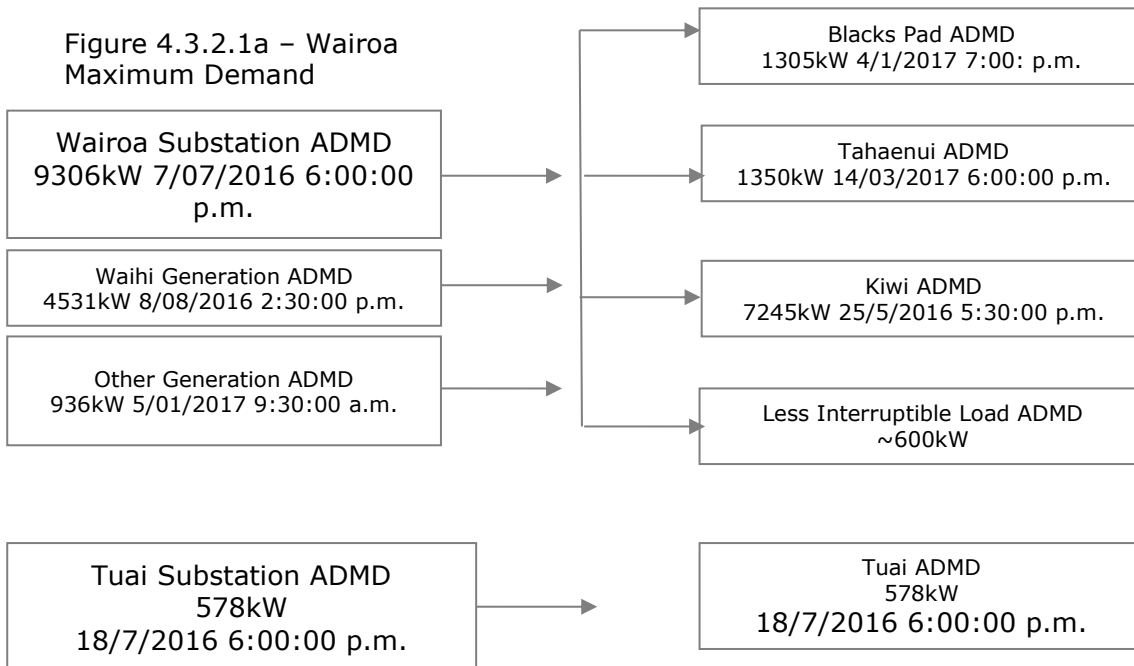 Figure 4.3.2.1a – Wairoa
Maximum Demand
Wairoa Substation ADMD
9306kW 7/07/2016 6:00:00
p.m.
Waihi Generation ADMD
4531kW 8/08/2016 2:30:00 p.m.
Other Generation ADMD
936kW 5/01/2017 9:30:00 a.m.
Blacks Pad ADMD
1305kW 4/1/2017 7:00: p.m.
Tahaenui ADMD
1350kW 14/03/2017 6:00:00 p.m.
Kiwi ADMD
7245kW 25/5/2016 5:30:00 p.m.
Less Interruptible Load ADMD
~600kW
Tuai Substation ADMD
578kW
18/7/2016 6:00:00 p.m.
Tuai ADMD
578kW
18/7/2016 6:00:00 p.m.